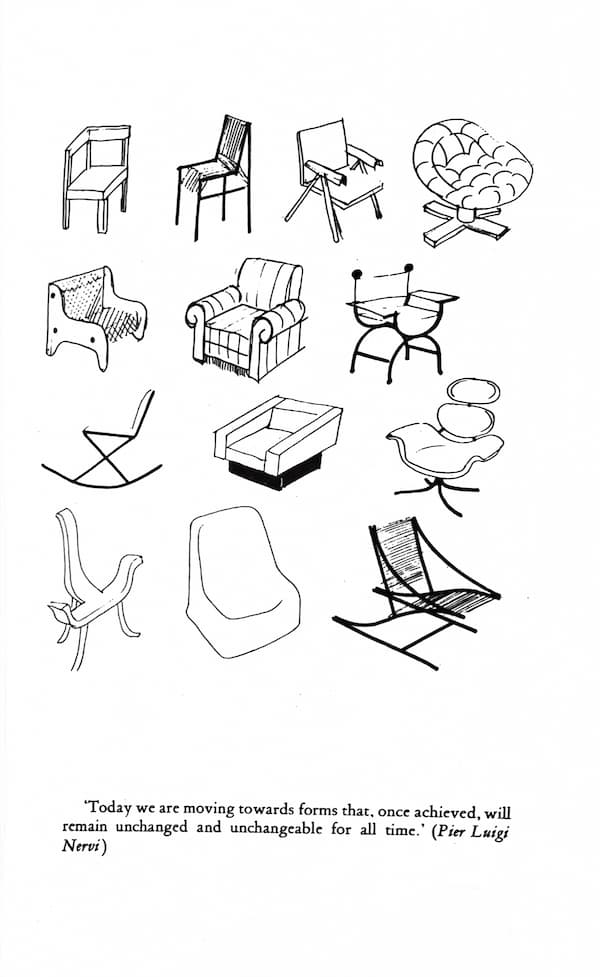 ‘Today we are moving towards forms that, once achieved, will
remain unchanged and unchangeable for all time.’ (Pier Luigi
Nervi)